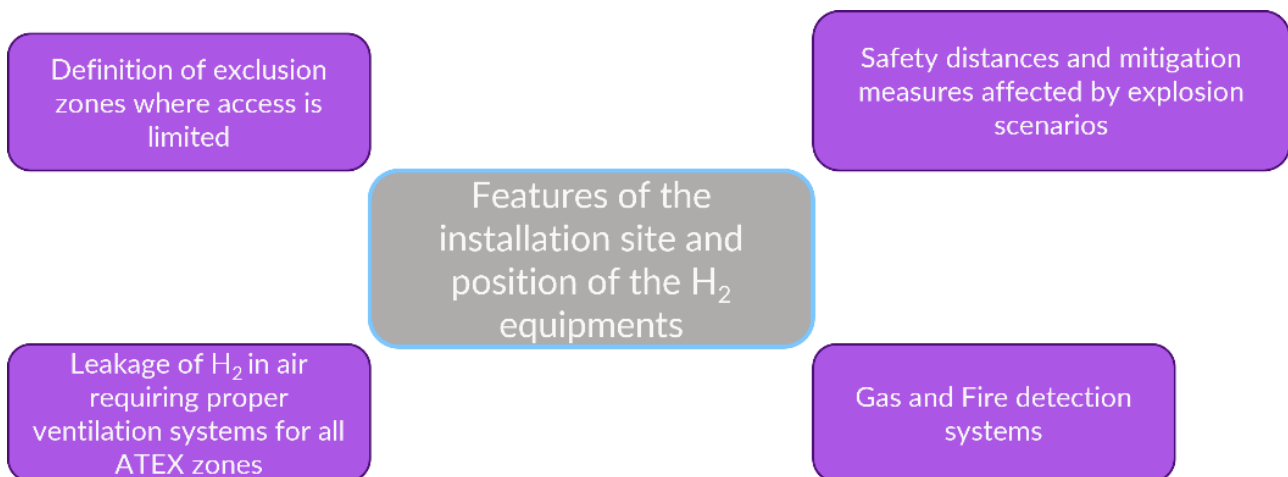 Definition of exclusion
zones where access is
limited
Safety distances and mitigation
measures affected by explosion
scenarios
Features of the
installation site and
position of the H₂
equipments
Leakage of H₂ in air
requiring proper
ventilation systems for all
ATEX zones
Gas and Fire detection
systems